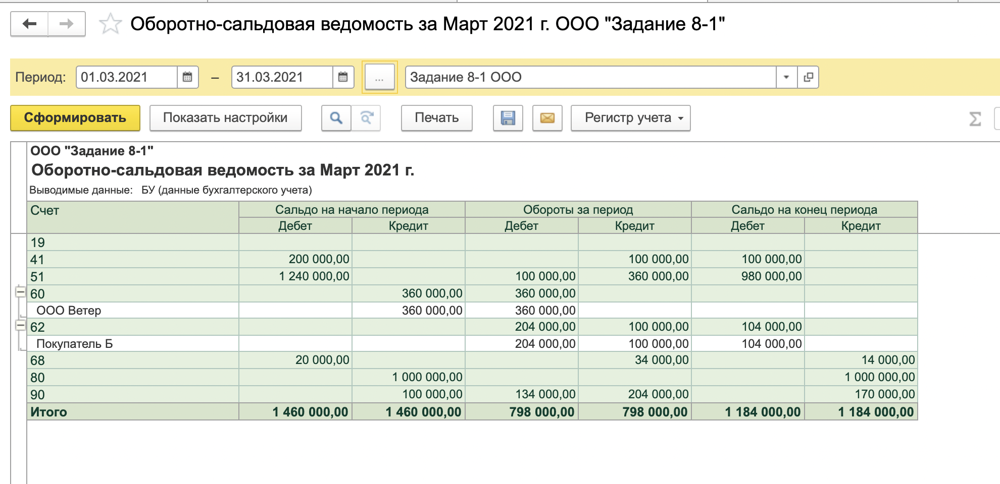 Оборотно-сальдовая ведомость за Март 2021 г. ООО "Задание 8-1"
Период: 01.03.2021 – 31.03.2021 ... Задание 8-1 ООО
Сформировать Показать настройки Печать Регистр учета Σ
ООО "Задание 8-1"
Оборотно-сальдовая ведомость за Март 2021 г.
Выводимые данные: БУ (данные бухгалтерского учета)
Счет Сальдо на начало периода Обороты за период Сальдо на конец периода
Дебет Кредит Дебет Кредит Дебет Кредит
19
41 200 000,00 100 000,00 100 000,00
51 1 240 000,00 100 000,00 360 000,00 980 000,00
60 360 000,00 360 000,00
ООО Ветер 360 000,00 360 000,00
62 204 000,00 100 000,00 104 000,00
Покупатель Б 204 000,00 100 000,00 104 000,00
68 20 000,00 34 000,00 14 000,00
80 1 000 000,00 1 000 000,00
90 100 000,00 134 000,00 204 000,00 170 000,00
Итого 1 460 000,00 1 460 000,00 798 000,00 798 000,00 1 184 000,00 1 184 000,00